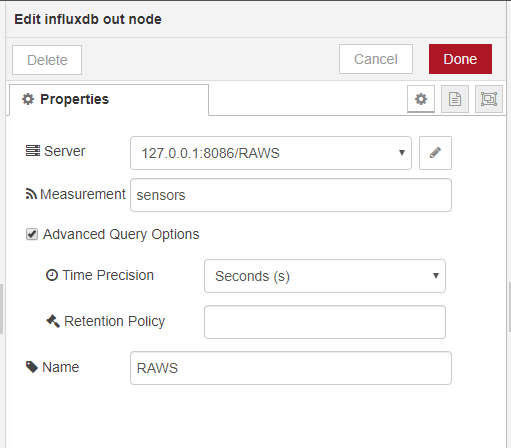 Edit influxdb out node
Delete Cancel Done
Properties
Server 127.0.0.1:8086/RAWS
Measurement sensors
Advanced Query Options
Time Precision Seconds (s)
Retention Policy
Name RAWS